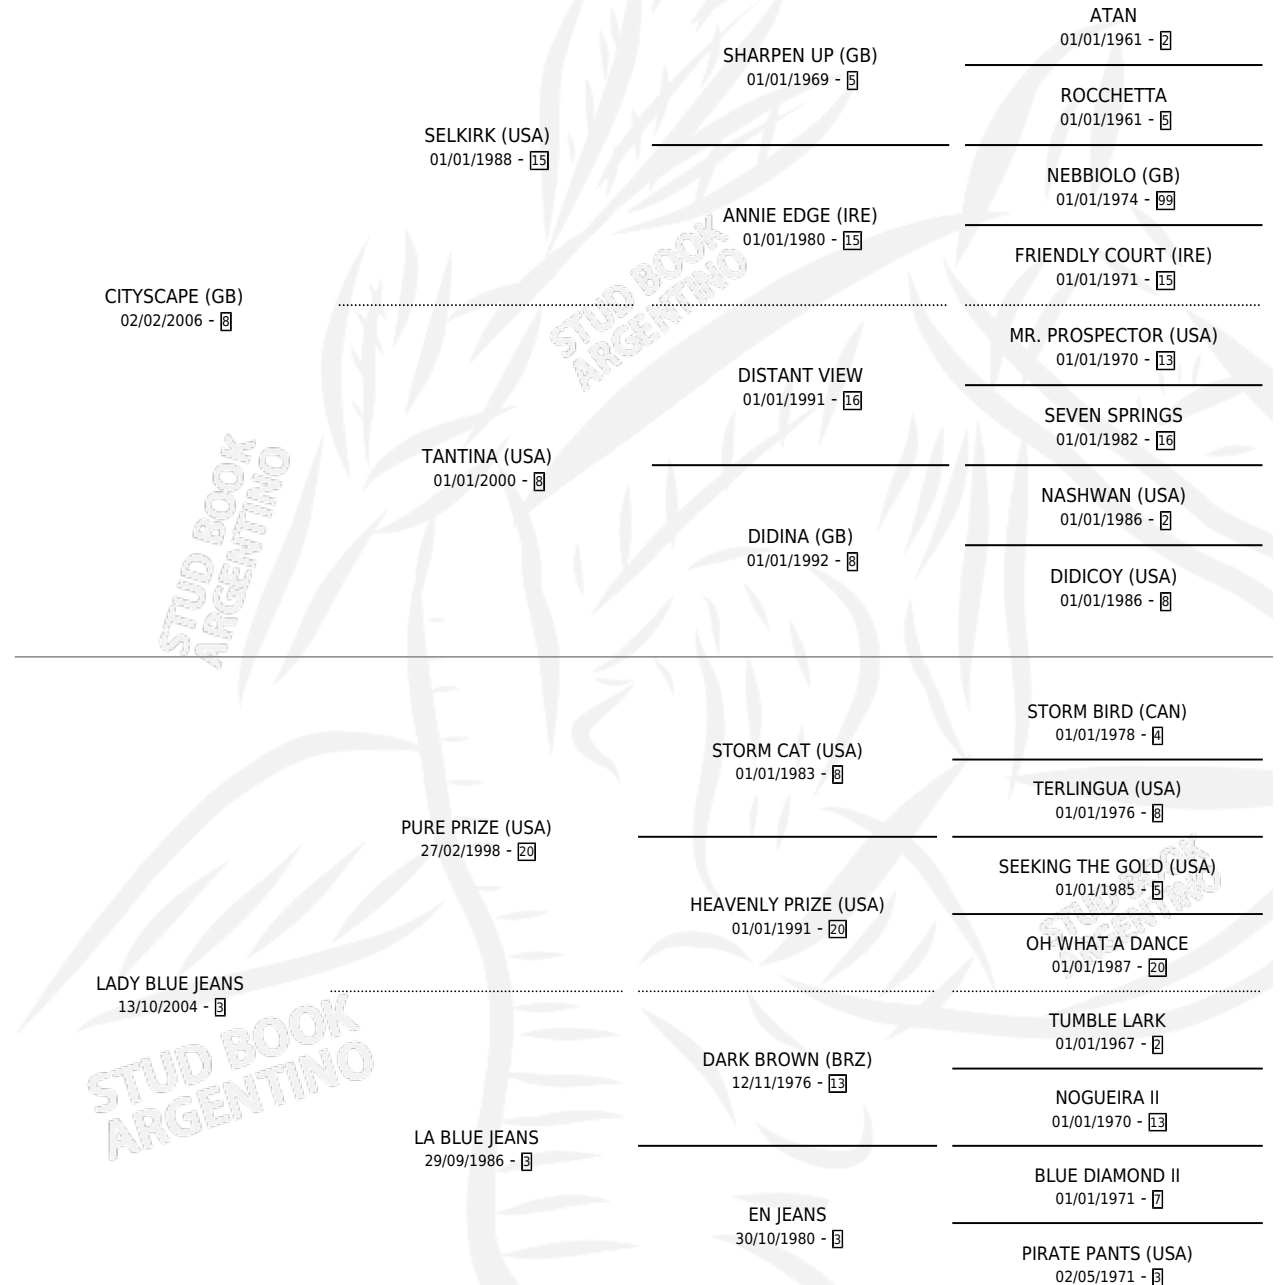 ATAN
01/01/1961 - 2
SHARPEN UP (GB)
01/01/1969 - 5
ROCCHETTA
01/01/1961 - 5
SELKIRK (USA)
01/01/1988 - 15
NEBBIOLO (GB)
01/01/1974 - 99
ANNIE EDGE (IRE)
01/01/1980 - 15
FRIENDLY COURT (IRE)
01/01/1971 - 15
CITYSCAPE (GB)
02/02/2006 - 8
STUD BOOK
ARGENTINO
MR. PROSPECTOR (USA)
01/01/1970 - 13
DISTANT VIEW
01/01/1991 - 16
SEVEN SPRINGS
01/01/1982 - 16
TANTINA (USA)
01/01/2000 - 8
NASHWAN (USA)
01/01/1986 - 2
DIDINA (GB)
01/01/1992 - 8
DIDICOY (USA)
01/01/1986 - 8
STUD BOOK
ARGENTINO
STORM BIRD (CAN)
01/01/1978 - 4
STORM CAT (USA)
01/01/1983 - 8
TERLINGUA (USA)
01/01/1976 - 8
PURE PRIZE (USA)
27/02/1998 - 20
SEEKING THE GOLD (USA)
01/01/1985 - 5
HEAVENLY PRIZE (USA)
01/01/1991 - 20
STUD BOOK
ARGENTINO
OH WHAT A DANCE
01/01/1987 - 20
LADY BLUE JEANS
13/10/2004 - 3
STUD BOOK
ARGENTINO
TUMBLE LARK
01/01/1967 - 2
DARK BROWN (BRZ)
12/11/1976 - 13
NOGUEIRA II
01/01/1970 - 13
LA BLUE JEANS
29/09/1986 - 3
BLUE DIAMOND II
01/01/1971 - 7
EN JEANS
30/10/1980 - 3
PIRATE PANTS (USA)
02/05/1971 - 3